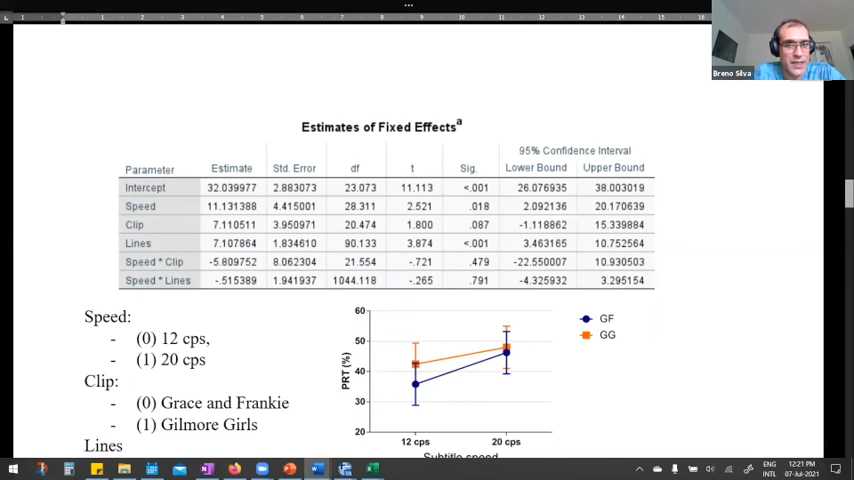 Breno Silva
Estimates of Fixed Effectsᵃ
95% Confidence Interval
Parameter Estimate Std. Error df t Sig. Lower Bound Upper Bound
Intercept 32.039977 2.883073 23.073 11.113 <.001 26.076935 38.003019
Speed 11.131388 4.415001 28.311 2.521 .018 2.092136 20.170639
Clip 7.110511 3.950971 20.474 1.800 .087 -1.118862 15.339884
Lines 7.107864 1.834610 90.133 3.874 <.001 3.463165 10.752564
Speed * Clip -5.809752 8.062304 21.554 -.721 .479 -22.550007 10.930503
Speed * Lines -.515389 1.941937 1044.118 -.265 .791 -4.325932 3.295154
Speed:
- (0) 12 cps,
- (1) 20 cps
Clip:
- (0) Grace and Frankie
- (1) Gilmore Girls
Lines
60
50
40
30
20
PRT (%)
12 cps 20 cps
Subtitle speed
GF
GG
ENG
INTL
12:21 PM
07-Jul-2021